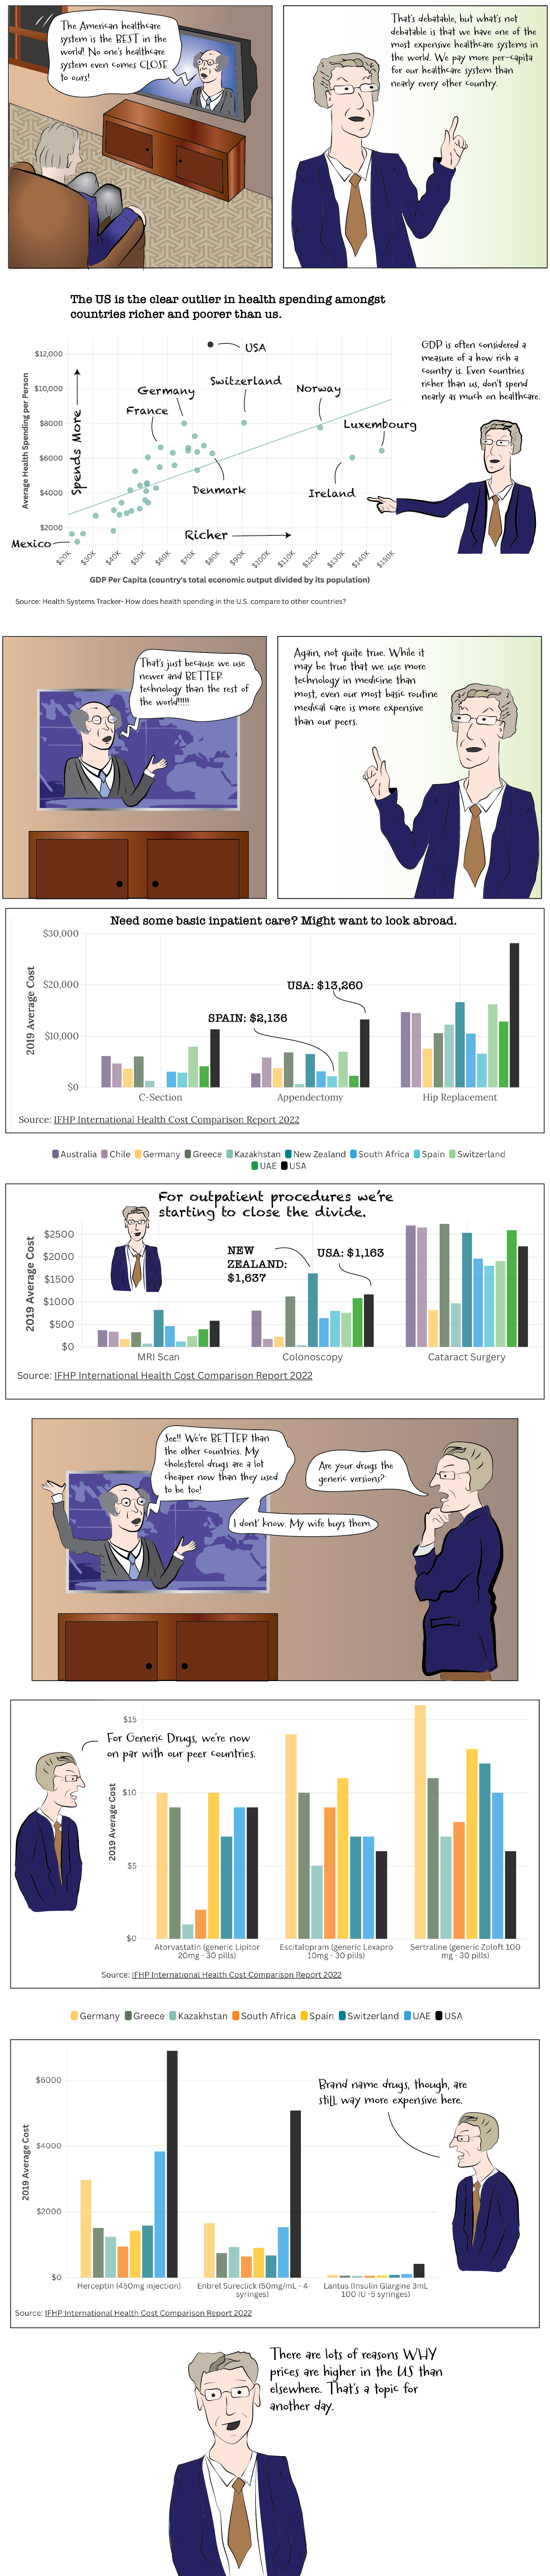 The American healthcare
system is the BEST in the
world! No one's healthcare
system even comes CLOSE
to ours!
That's debatable, but what's not
debatable is that we have one of the
most expensive healthcare systems in
the world. We pay more per-capita
for our healthcare system than
nearly every other country.
The US is the clear outlier in health spending amongst
countries richer and poorer than us.
Average Health Spending per Person
$12,000
$10,000
$8000
$6000
$4000
$2000
Spends More
USA
Germany
Switzerland
Norway
France
Luxembourg
Denmark
Ireland
Richer
Mexico
$20K
$30K
$40K
$50K
$60K
$70K
$80K
$90K
$100K
$110K
$120K
$130K
$140K
$150K
GDP Per Capita (country's total economic output divided by its population)
GDP is often considered a
measure of a how rich a
country is. Even countries
richer than us, don't spend
nearly as much on healthcare.
Source: Health Systems Tracker- How does health spending in the U.S. compare to other countries?
That's just because we use
newer and BETTER
technology than the rest of
the world!!!!!
Again, not quite true. While it
may be true that we use more
technology in medicine than
most, even our most basic routine
medical care is more expensive
than our peers.
Need some basic inpatient care? Might want to look abroad.
2019 Average Cost
$30,000
$20,000
$10,000
$0
USA: $13,260
SPAIN: $2,136
C-Section
Appendectomy
Hip Replacement
Source: IFHP International Health Cost Comparison Report 2022
Australia
Chile
Germany
Greece
Kazakhstan
New Zealand
South Africa
Spain
Switzerland
UAE
USA
For outpatient procedures we're
starting to close the divide.
2019 Average Cost
$2500
$2000
$1500
$1000
$500
$0
NEW
ZEALAND:
$1,637
USA: $1,163
MRI Scan
Colonoscopy
Cataract Surgery
Source: IFHP International Health Cost Comparison Report 2022
See!! We're BETTER than
the other countries. My
cholesterol drugs are a lot
cheaper now than they used
to be too!
Are your drugs the
generic versions?
I dont' know. My wife buys them.
For Generic Drugs, we're now
on par with our peer countries.
2019 Average Cost
$15
$10
$5
$0
Atorvastatin (generic Lipitor
20mg - 30 pills)
Escitalopram (generic Lexapro
10mg - 30 pills)
Sertraline (generic Zoloft 100
mg - 30 pills)
Source: IFHP International Health Cost Comparison Report 2022
Germany
Greece
Kazakhstan
South Africa
Spain
Switzerland
UAE
USA
2019 Average Cost
$6000
$4000
$2000
$0
Brand name drugs, though, are
still way more expensive here.
Herceptin (450mg injection)
Enbrel Sureclick (50mg/mL - 4
syringes)
Lantus (Insulin Glargine 3mL
100 IU -5 syringes)
Source: IFHP International Health Cost Comparison Report 2022
There are lots of reasons WHY
prices are higher in the US than
elsewhere. That's a topic for
another day.